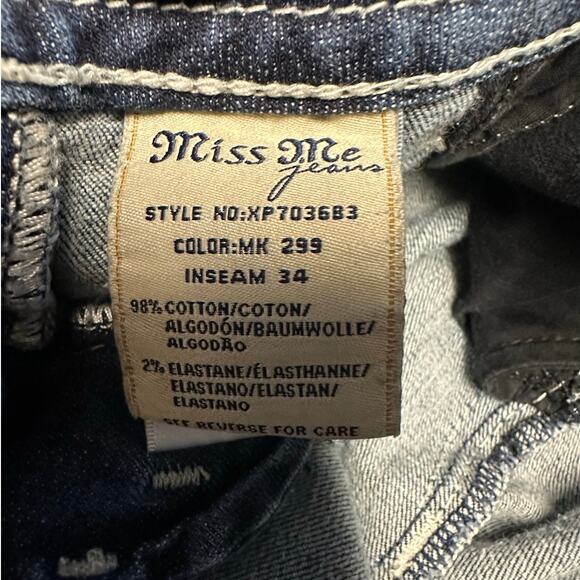 Miss Me
jeans
STYLE NO:XP7036B3
COLOR:MK 299
INSEAM 34
98% COTTON/COTON/
ALGODÓN/BAUMWOLLE/
ALGODÃO
2% ELASTANE/ÉLASTHANNE/
ELASTANO/ELASTAN/
ELASTANO
SEE REVERSE FOR CARE